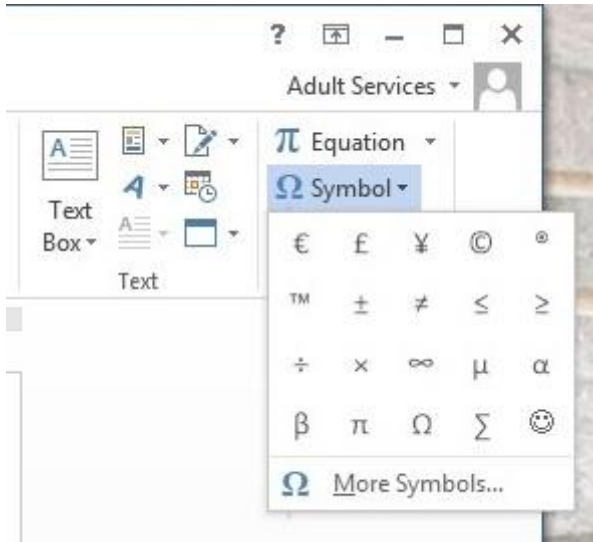 ?
Adult Services
A
π Equation
Ω Symbol
Text
Box
A
A
Text
€ £ ¥ © ®
™ ± ≠ ≤ ≥
÷ × ∞ µ α
β π Ω ∑ ☺
Ω More Symbols...